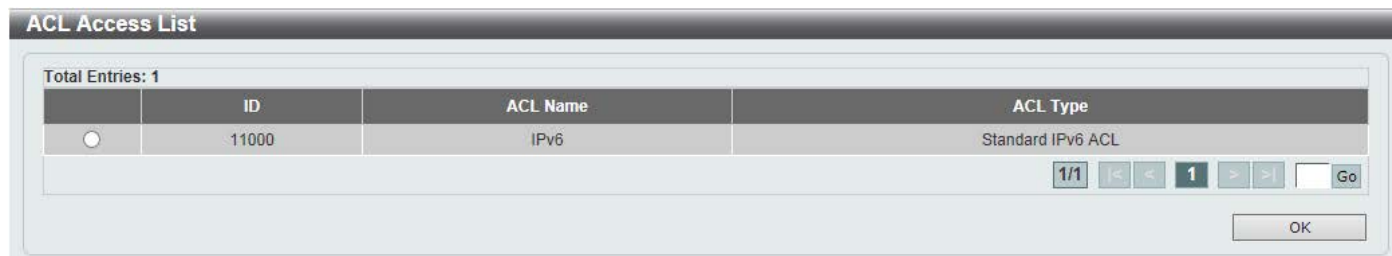 ACL Access List
Total Entries: 1
ID ACL Name ACL Type
11000 IPv6 Standard IPv6 ACL
1/1 |< < 1 > >| Go
OK